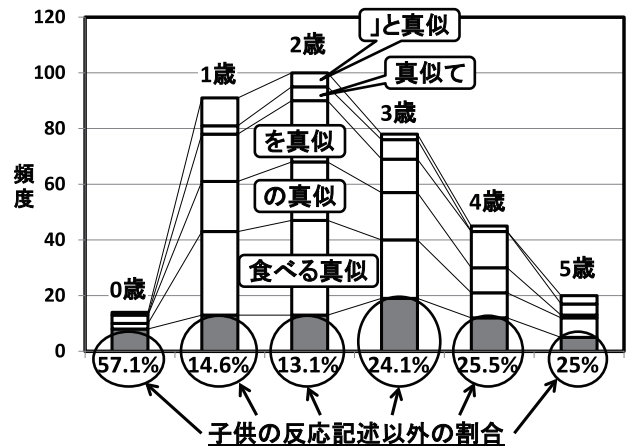 120
100
80
60
40
20
0
頻度
0歳
1歳
2歳
3歳
4歳
5歳
」と真似
真似て
を真似
の真似
食べる真似
57.1%
14.6%
13.1%
24.1%
25.5%
25%
子供の反応記述以外の割合